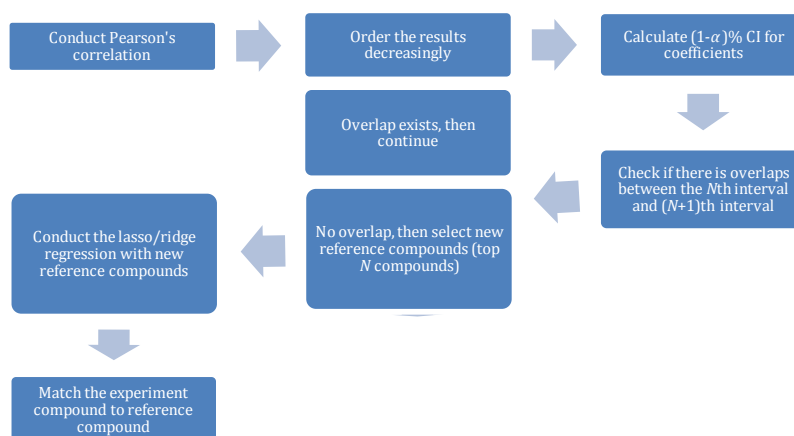 Conduct Pearson's
correlation
Order the results
decreasingly
Calculate (1-α)% CI for
coefficients
Overlap exists, then
continue
Check if there is overlaps
between the Nth interval
and (N+1)th interval
No overlap, then select new
reference compounds (top
N compounds)
Conduct the lasso/ridge
regression with new
reference compounds
Match the experiment
compound to reference
compound